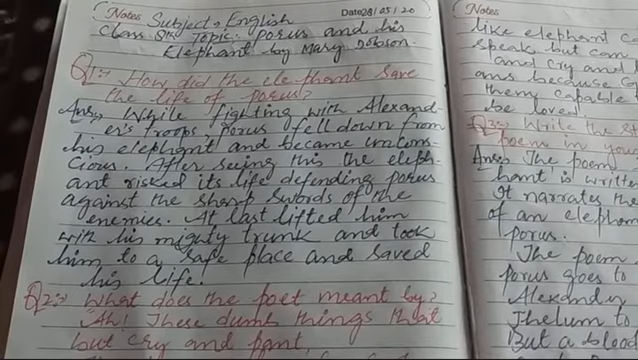 Notes
Date 28/05/20
Subject → English
Class 8th Topic: Porus and his
Elephant by Mary Dobson.
Q1:→ How did the elephant save
the life of porus?
Ans:→ While fighting with Alexand-
er's troops, porus fell down from
his elephant and became uncons-
cious. After seeing this the eleph-
ant risked its life defending porus
against the sharp swords of the
enemies. At last lifted him
with his mighty trunk and took
him to a safe place and saved
his life.
Q2:→ What does the poet meant by?
"Ah! These dumb things that
but cry and pant,
Notes
like elephant
speak but can
and cry and
ans because
them capable
be loved.
Write the
poem in
Ans:→ The poem
hant is writte
It narrates the
of an elephan
porus.
The poem
porus goes to
Alexander
Jhelum to
But a blood